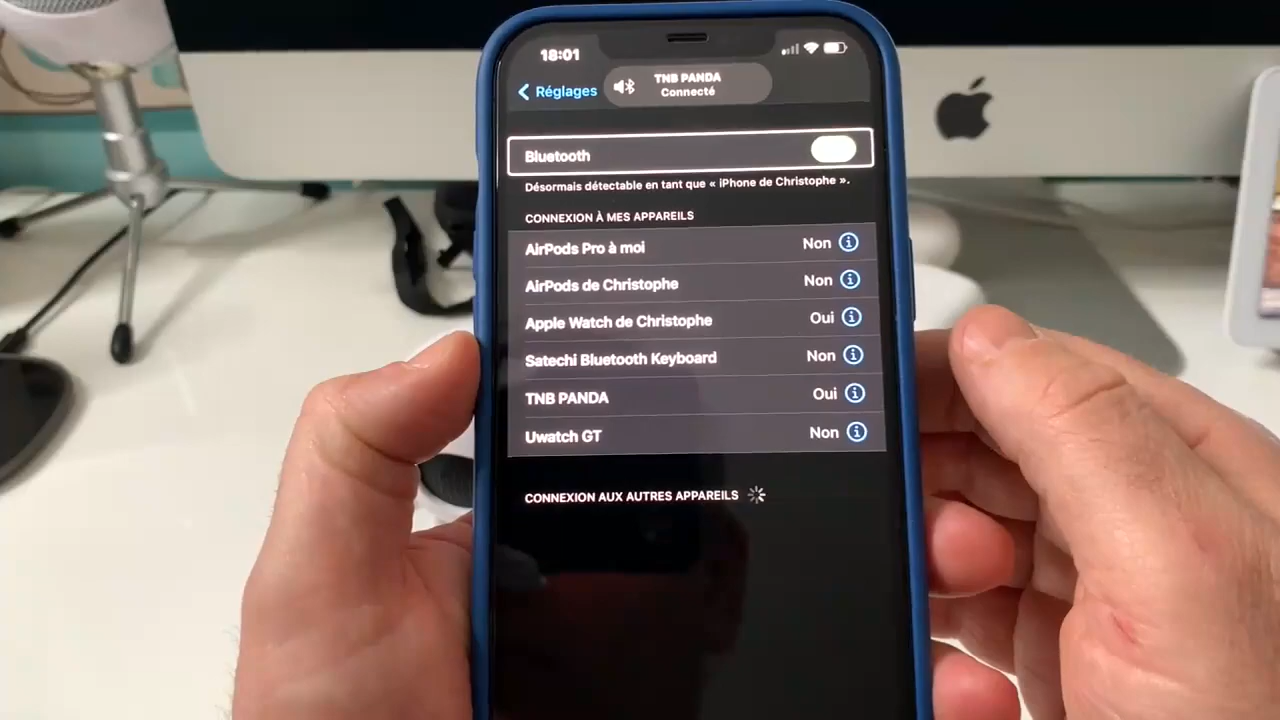 18:01
Réglages
TNB PANDA
Connecté
Bluetooth
Désormais détectable en tant que « iPhone de Christophe ».
CONNEXION À MES APPAREILS
AirPods Pro à moi Non
AirPods de Christophe Non
Apple Watch de Christophe Oui
Satechi Bluetooth Keyboard Non
TNB PANDA Oui
Uwatch GT Non
CONNEXION AUX AUTRES APPAREILS